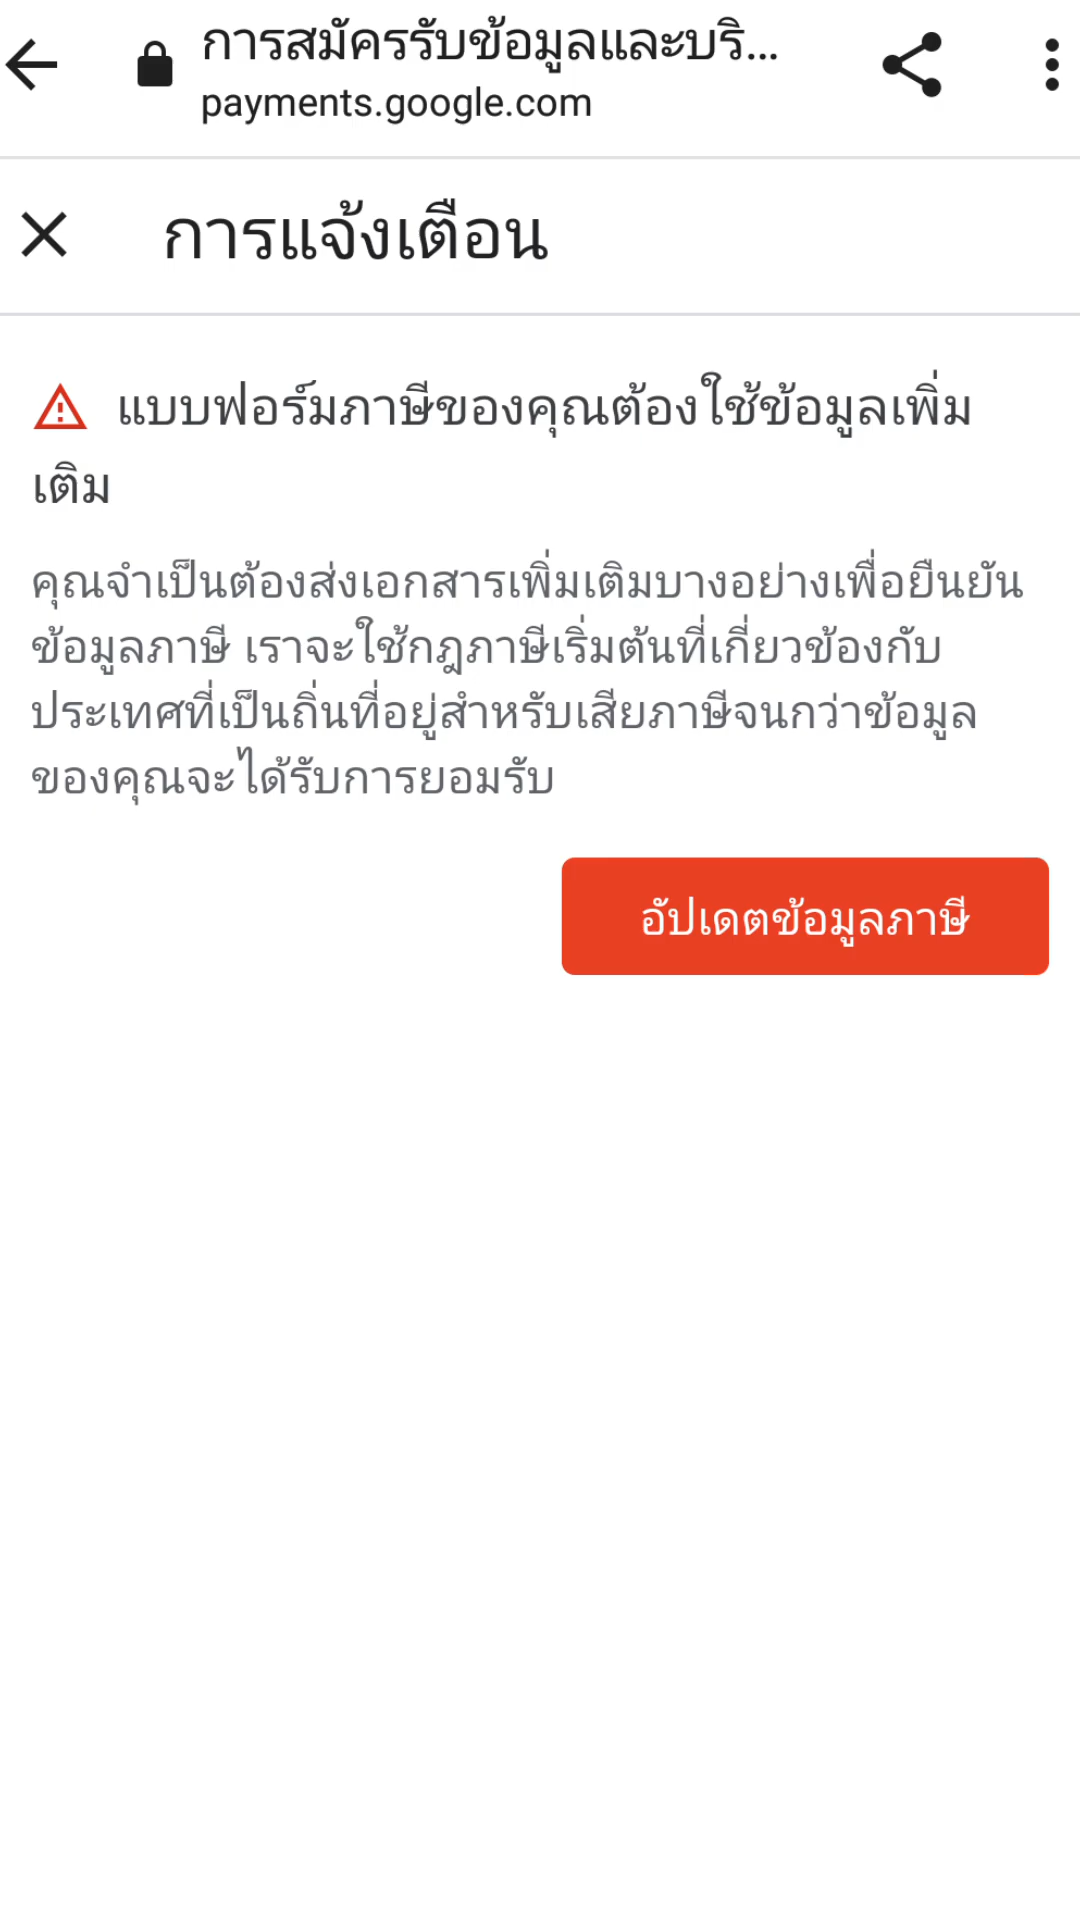 การสมัครรับข้อมูลและบริ...
payments.google.com
การแจ้งเตือน
แบบฟอร์มภาษีของคุณต้องใช้ข้อมูลเพิ่ม
เติม
คุณจำเป็นต้องส่งเอกสารเพิ่มเติมบางอย่างเพื่อยืนยัน
ข้อมูลภาษี เราจะใช้กฎภาษีเริ่มต้นที่เกี่ยวข้องกับ
ประเทศที่เป็นถิ่นที่อยู่สำหรับเสียภาษีจนกว่าข้อมูล
ของคุณจะได้รับการยอมรับ
อัปเดตข้อมูลภาษี